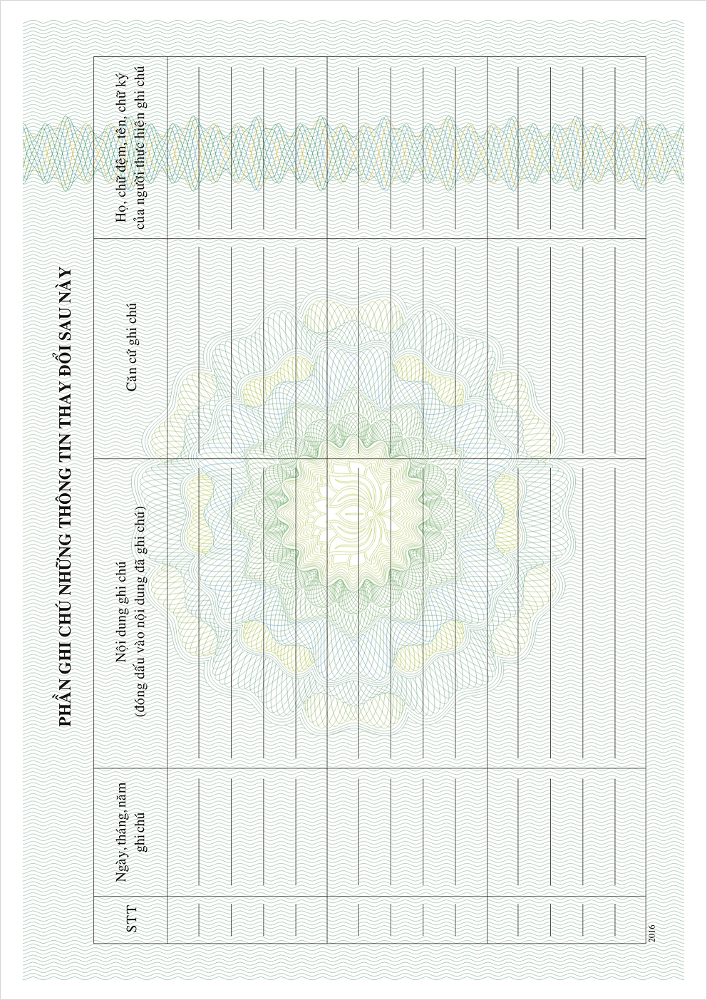 PHẦN GHI CHÚ NHỮNG THÔNG TIN THAY ĐỔI SAU NÀY
STT
Ngày, tháng, năm
ghi chú
Nội dung ghi chú
(đóng dấu vào nội dung đã ghi chú)
Căn cứ ghi chú
Họ, chữ đệm, tên, chữ ký
của người thực hiện ghi chú
2016